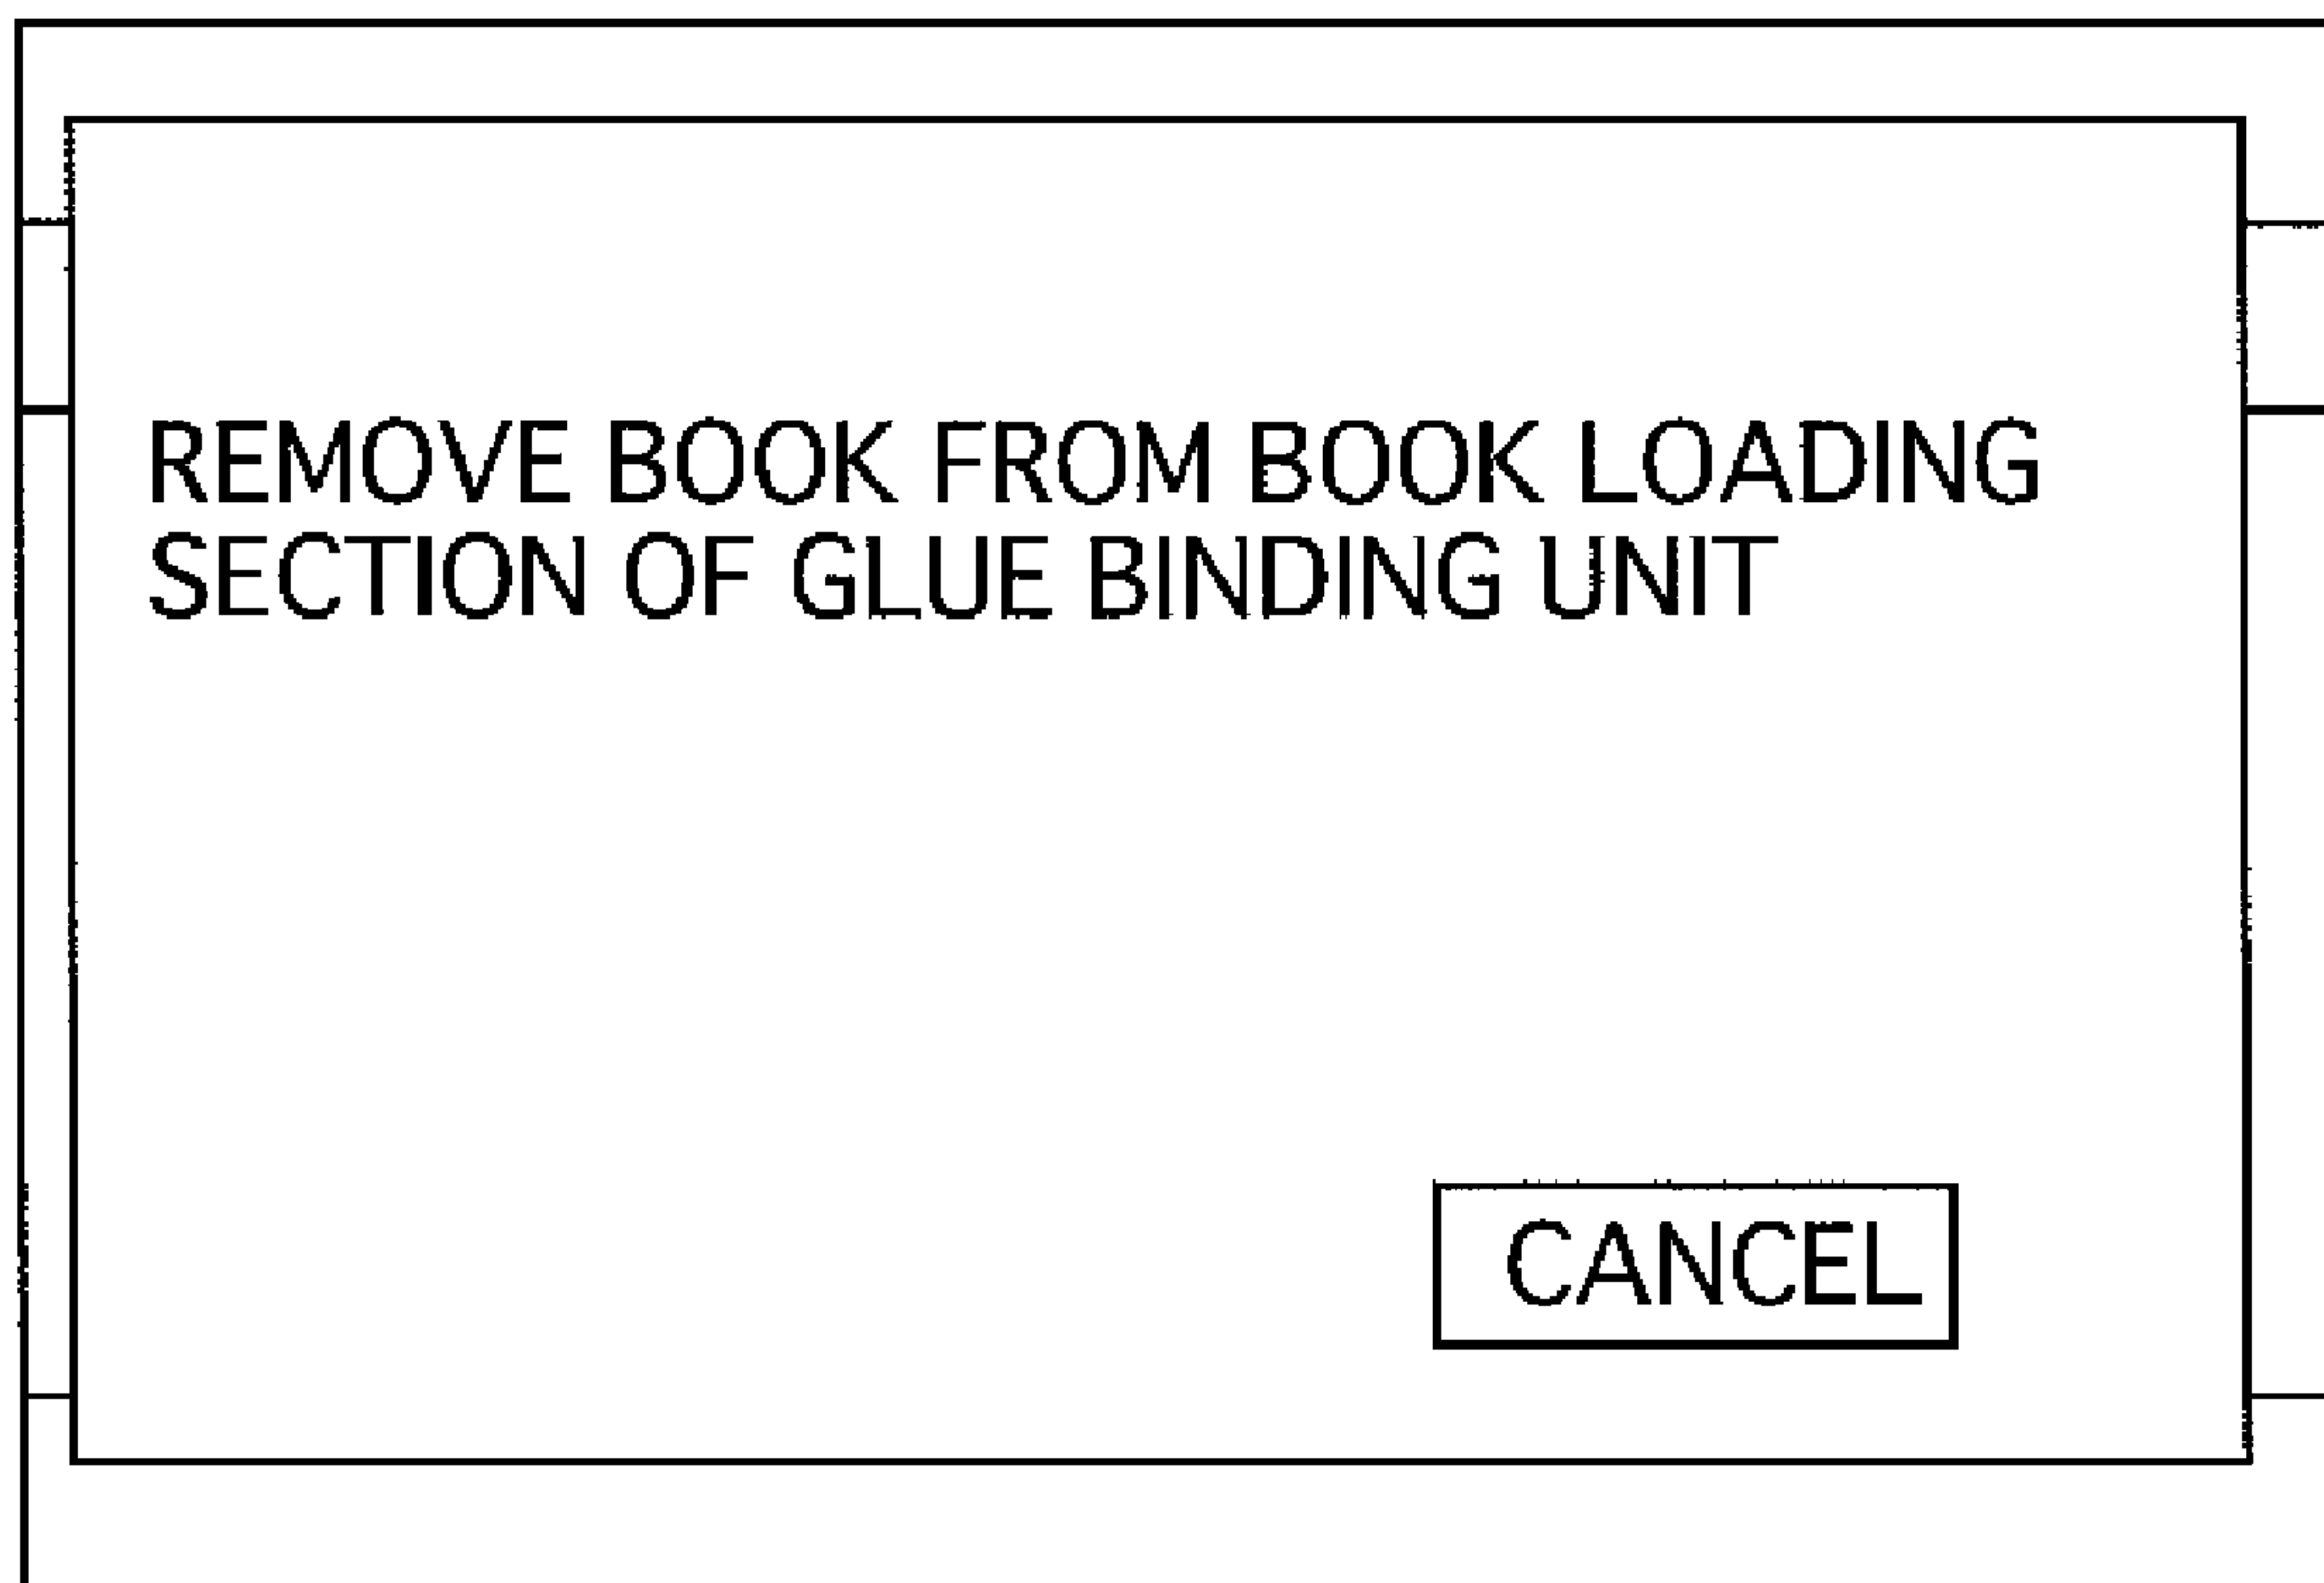 REMOVE BOOK FROM BOOK LOADING
SECTION OF GLUE BINDING UNIT
CANCEL